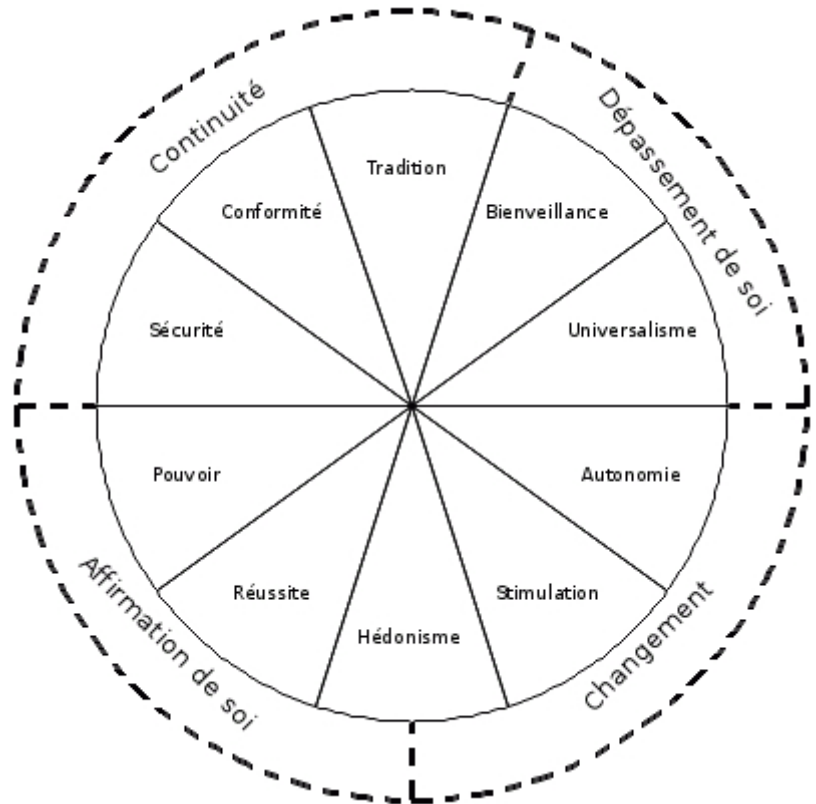 Continuité
Dépassement de soi
Tradition
Conformité
Bienveillance
Sécurité
Universalisme
Pouvoir
Autonomie
Réussite
Stimulation
Hédonisme
Affirmation de soi
Changement